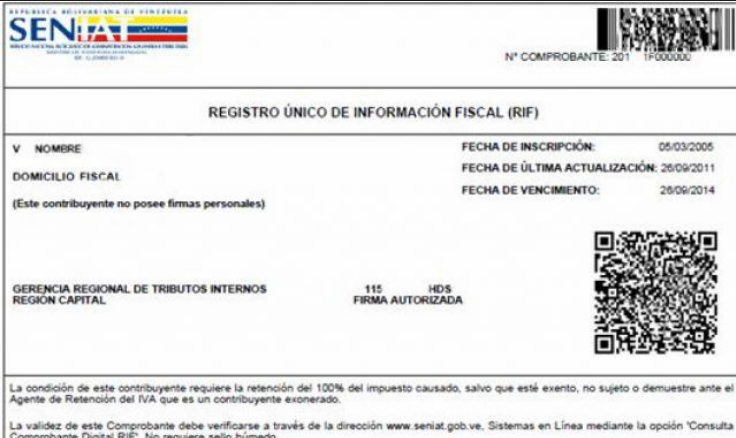 REPUBLICA BOLIVARIANA DE VENEZUELA
SENIAT
N° COMPROBANTE: 201 1F000000
REGISTRO ÚNICO DE INFORMACIÓN FISCAL (RIF)
V NOMBRE
FECHA DE INSCRIPCIÓN: 05/03/2005
DOMICILIO FISCAL
FECHA DE ÚLTIMA ACTUALIZACIÓN: 26/09/2011
FECHA DE VENCIMIENTO: 26/09/2014
(Este contribuyente no posee firmas personales)
GERENCIA REGIONAL DE TRIBUTOS INTERNOS
REGIÓN CAPITAL
115 HDS
FIRMA AUTORIZADA
La condición de este contribuyente requiere la retención del 100% del impuesto causado, salvo que esté exento, no sujeto o demuestre ante el
Agente de Retención del IVA que es un contribuyente exonerado.
La validez de este Comprobante debe verificarse a través de la dirección www.seniat.gob.ve, Sistemas en Línea mediante la opción "Consulta
Comprobante Digital RIF". No requiere sello húmedo.